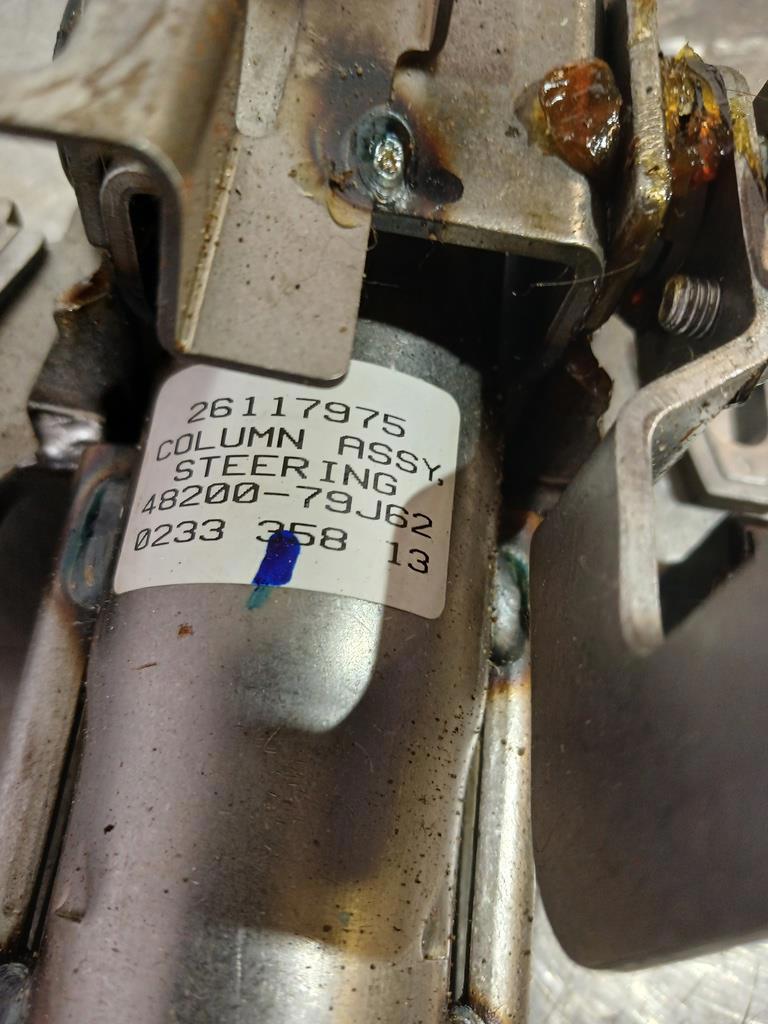 26117975
COLUMN ASSY,
STEERING
48200-79J62
0233 358 13